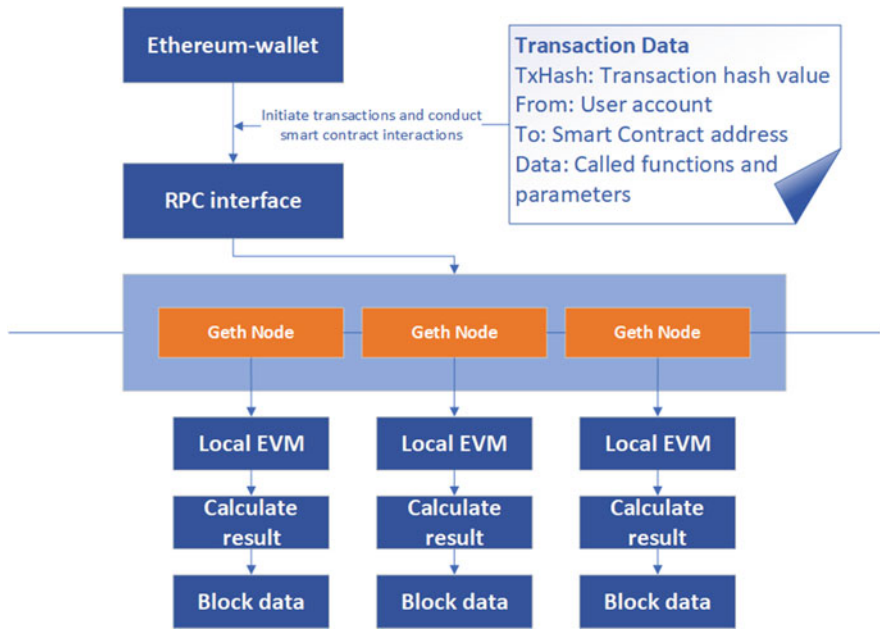 Ethereum-wallet
Transaction Data
TxHash: Transaction hash value
From: User account
To: Smart Contract address
Data: Called functions and
parameters
Initiate transactions and conduct
smart contract interactions
RPC interface
Geth Node
Geth Node
Geth Node
Local EVM
Local EVM
Local EVM
Calculate
result
Calculate
result
Calculate
result
Block data
Block data
Block data